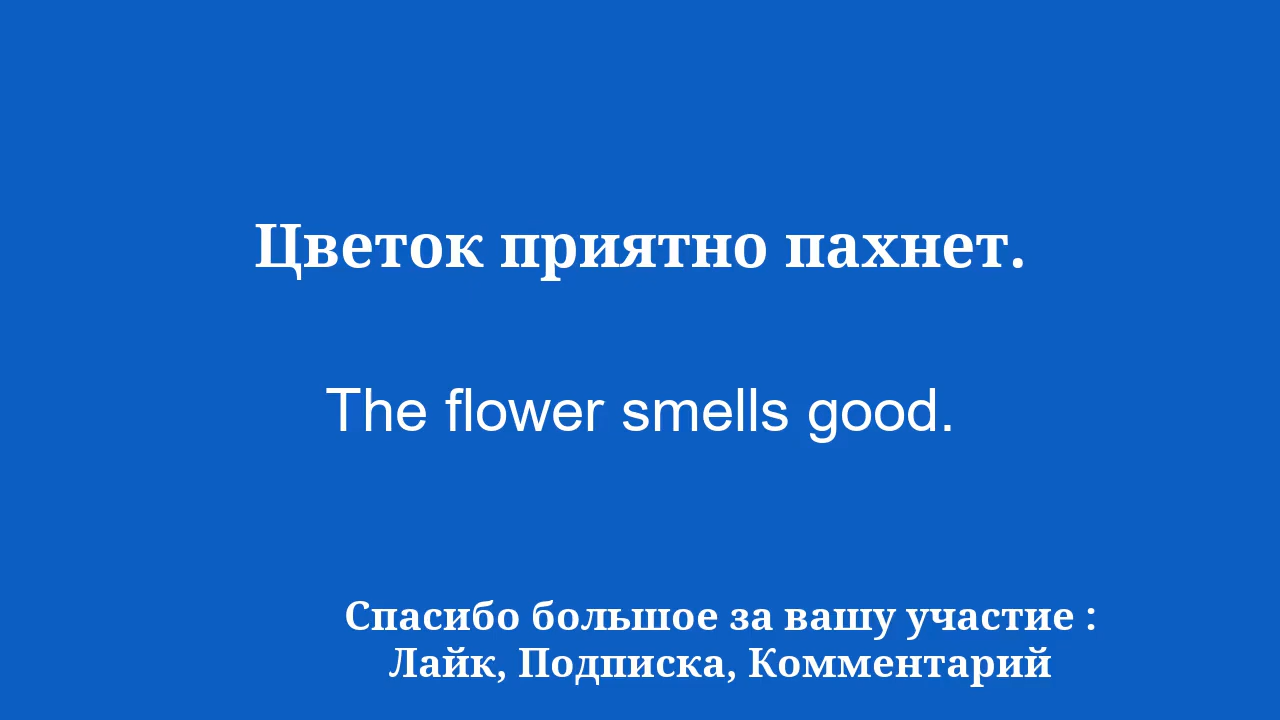 Цветок приятно пахнет.
The flower smells good.
Спасибо большое за вашу участие :
Лайк, Подписка, Комментарий